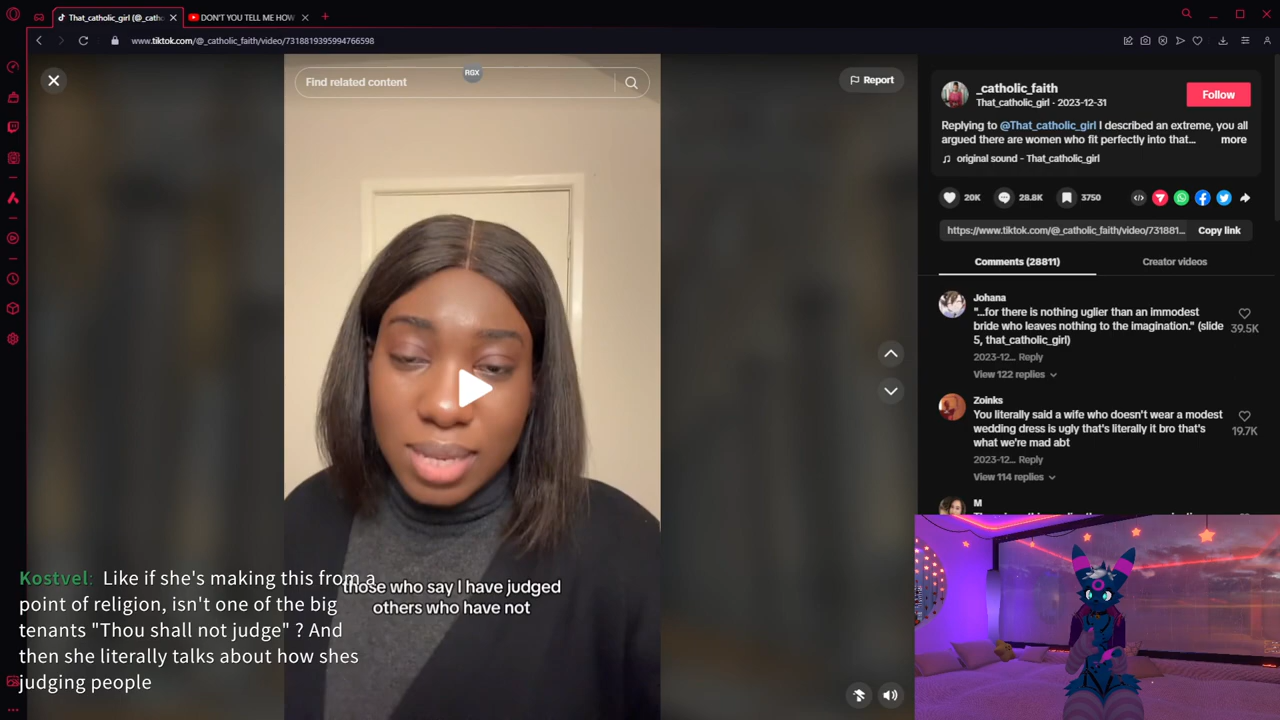 That_catholic_girl (@_catho
DON'T YOU TELL ME HOW
www.tiktok.com/@_catholic_faith/video/7318819395994766598
Find related content
RGX
Report
_catholic_faith
That_catholic_girl · 2023-12-31
Follow
Replying to @That_catholic_girl I described an extreme, you all
argued there are women who fit perfectly into that...
more
original sound - That_catholic_girl
20K
28.8K
3750
https://www.tiktok.com/@_catholic_faith/video/731881...
Copy link
Comments (28811)
Creator videos
Johana
"...for there is nothing uglier than an immodest
bride who leaves nothing to the imagination." (slide
5, that_catholic_girl)
39.5K
2023-12... Reply
View 122 replies
Zoinks
You literally said a wife who doesn't wear a modest
wedding dress is ugly that's literally it bro that's
what we're mad abt
19.7K
2023-12... Reply
View 114 replies
M
those who say I have judged
others who have not
Kostvel: Like if she's making this from a
point of religion, isn't one of the big
tenants "Thou shall not judge" ? And
then she literally talks about how shes
judging people